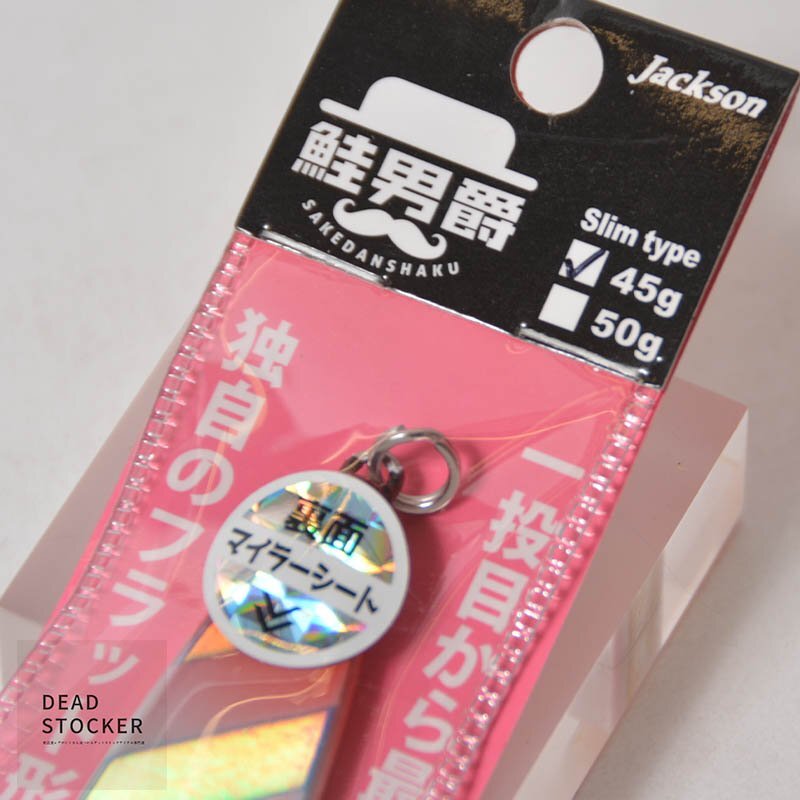 Jackson
鮭男爵
SAKEDANSHAKU
Slim type
45g
50g
独自のフラッ
一投目から最
裏面
マイラーシート
DEAD
STOCKER